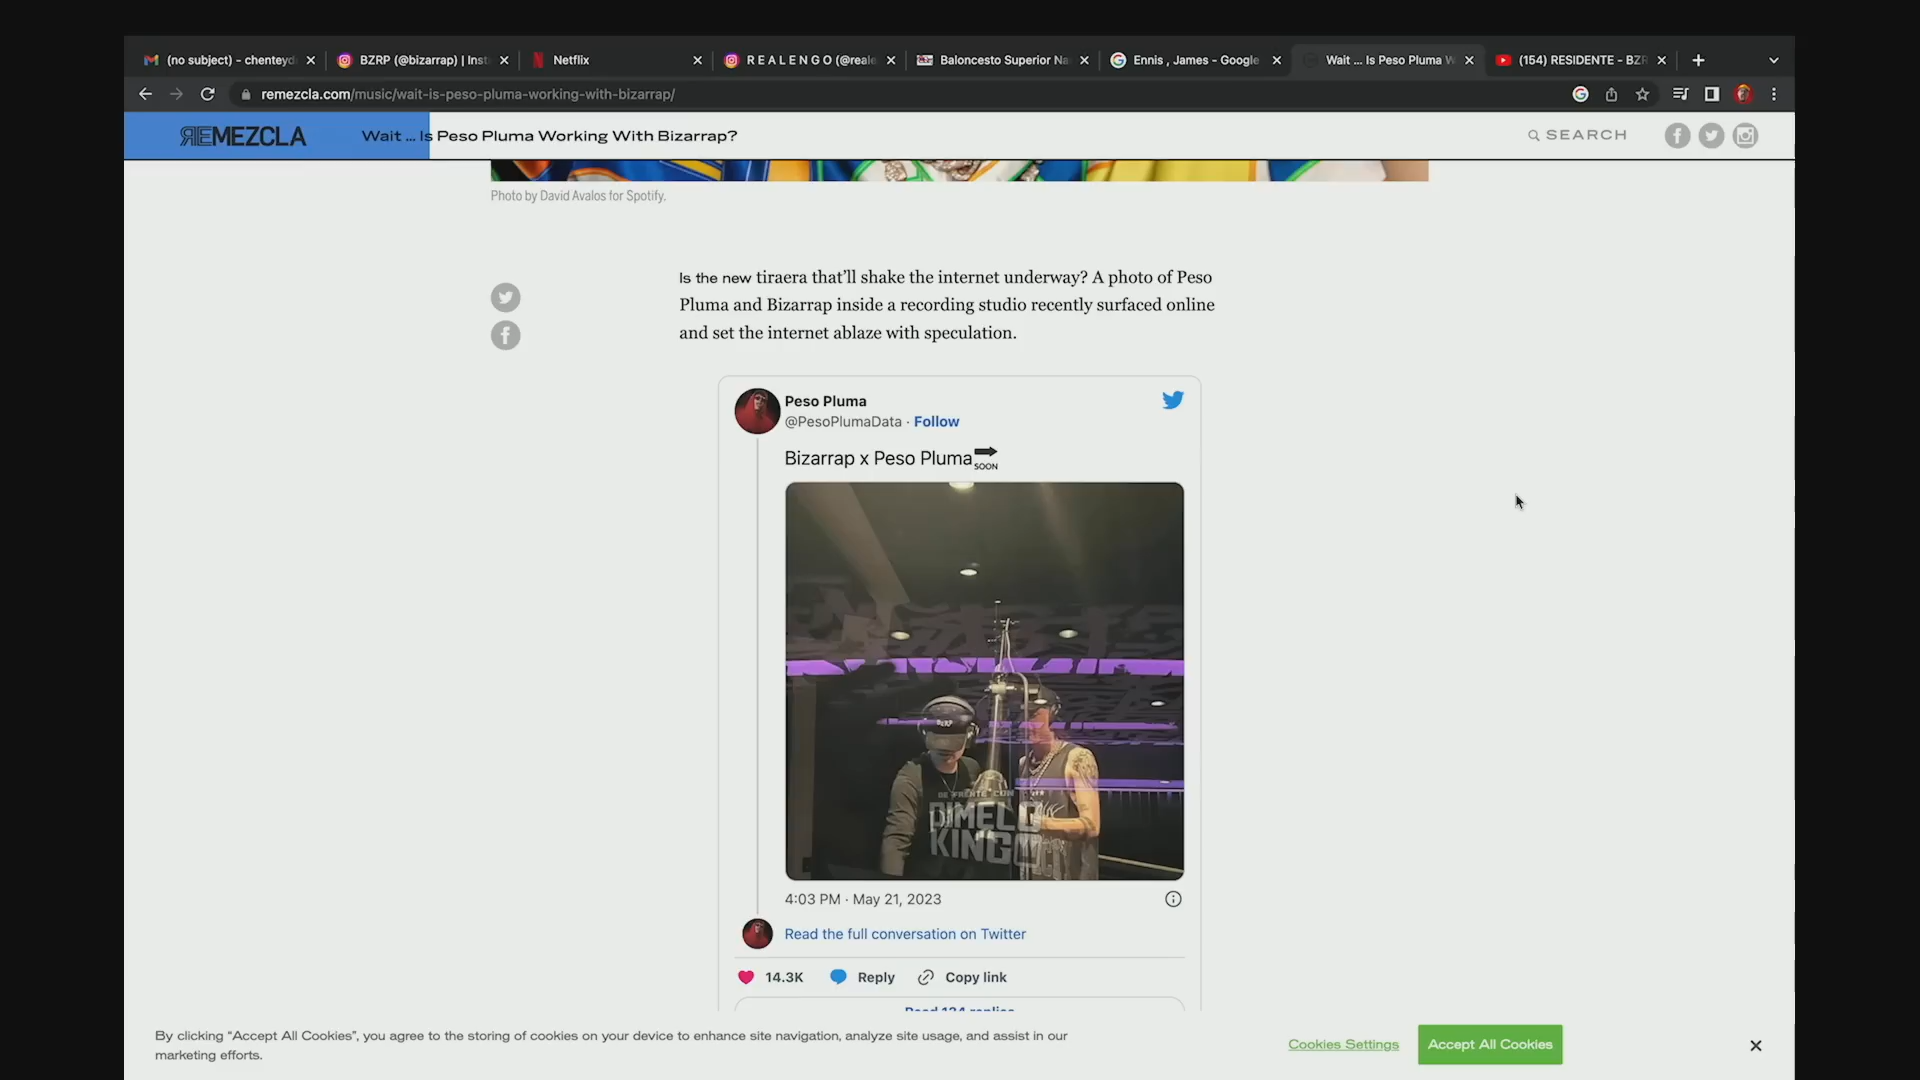 (no subject) - chenteyd
BZRP (@bizarrap) | Inst
Netflix
R E A L E N G O (@reale
Baloncesto Superior Na
Ennis , James - Google
Wait ... Is Peso Pluma W
(154) RESIDENTE - BZR
remezcla.com/music/wait-is-peso-pluma-working-with-bizarrap/
REMEZCLA
Wait ... Is Peso Pluma Working With Bizarrap?
SEARCH
Photo by David Avalos for Spotify.
Is the new tiraera that’ll shake the internet underway? A photo of Peso
Pluma and Bizarrap inside a recording studio recently surfaced online
and set the internet ablaze with speculation.
Peso Pluma
@PesoPlumaData · Follow
Bizarrap x Peso Pluma
SOON
BZRP
DE FRENTE CON
DIMELO
KING
4:03 PM · May 21, 2023
Read the full conversation on Twitter
14.3K Reply Copy link
Read 134 replies
By clicking “Accept All Cookies”, you agree to the storing of cookies on your device to enhance site navigation, analyze site usage, and assist in our
marketing efforts.
Cookies Settings
Accept All Cookies